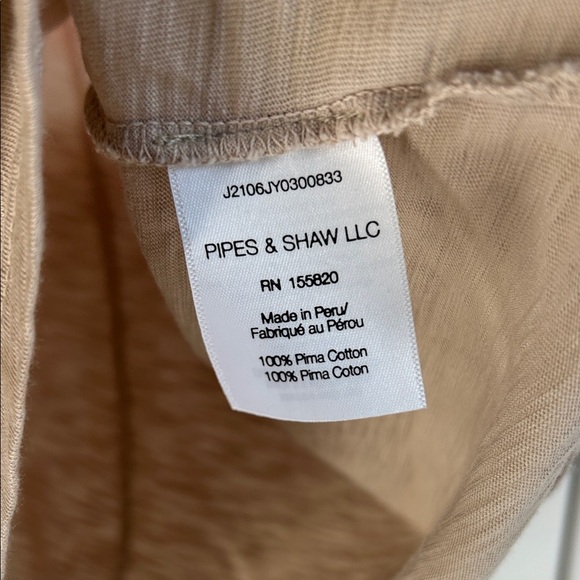 J2106JY0300833
PIPES & SHAW LLC
RN 155820
Made in Peru/
Fabriqué au Pérou
100% Pima Cotton
100% Pima Coton